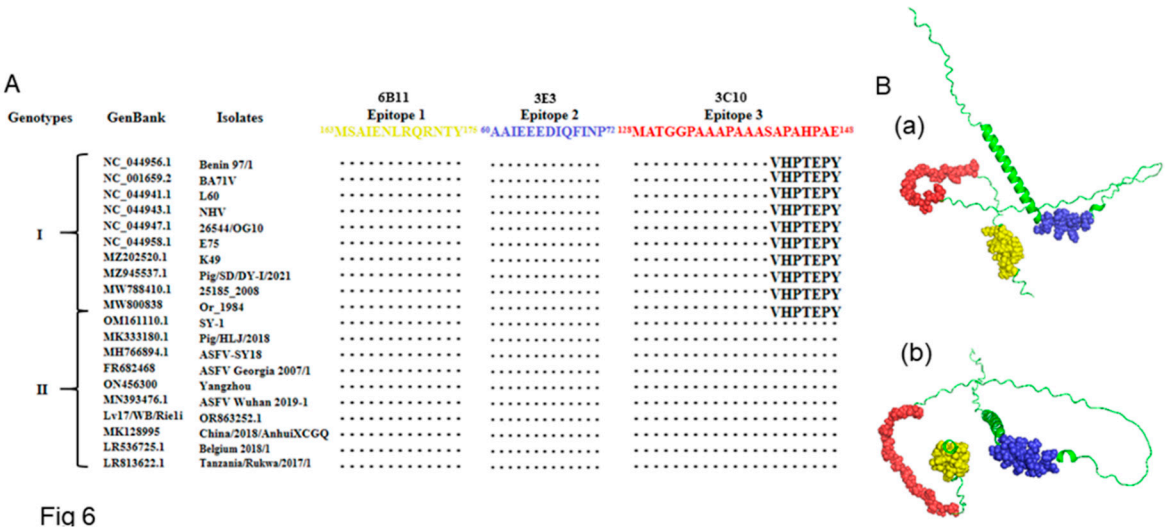 A
B
6B11 3E3 3C10
Genotypes GenBank Isolates Epitope 1 Epitope 2 Epitope 3
MSAIENLRQRNTY 60AAIEEEDIQFINP72 128MATGGPAAAPAAASAPAHPAE148
(a)
NC_044956.1 Benin 97/1 .............. ............. .............. VHPTEPY
NC_001659.2 BA71V .............. ............. .............. VHPTEPY
NC_044941.1 L60 .............. ............. .............. VHPTEPY
NC_044943.1 NHV .............. ............. .............. VHPTEPY
I NC_044947.1 26544/OG10 .............. ............. .............. VHPTEPY
NC_044958.1 E75 .............. ............. .............. VHPTEPY
MZ202520.1 K49 .............. ............. .............. VHPTEPY
MZ945537.1 Pig/SD/DY-I/2021 .............. ............. .............. VHPTEPY
MW788410.1 25185_2008 .............. ............. .............. VHPTEPY
MW800838 Or_1984 .............. ............. .............. VHPTEPY
OM161110.1 SY-1 .............. ............. .....................
(b)
MK333180.1 Pig/HLJ/2018 .............. ............. .....................
MH766894.1 ASFV-SY18 .............. ............. .....................
FR682468 ASFV Georgia 2007/1 .............. ............. .....................
II ON456300 Yangzhou .............. ............. .....................
MN393476.1 ASFV Wuhan 2019-1 .............. ............. .....................
Lv17/WB/Rie1i OR863252.1 .............. ............. .....................
MK128995 China/2018/AnhuiXCGQ .............. ............. .....................
LR536725.1 Belgium 2018/1 .............. ............. .....................
LR813622.1 Tanzania/Rukwa/2017/1 .............. ............. .....................
Fig 6